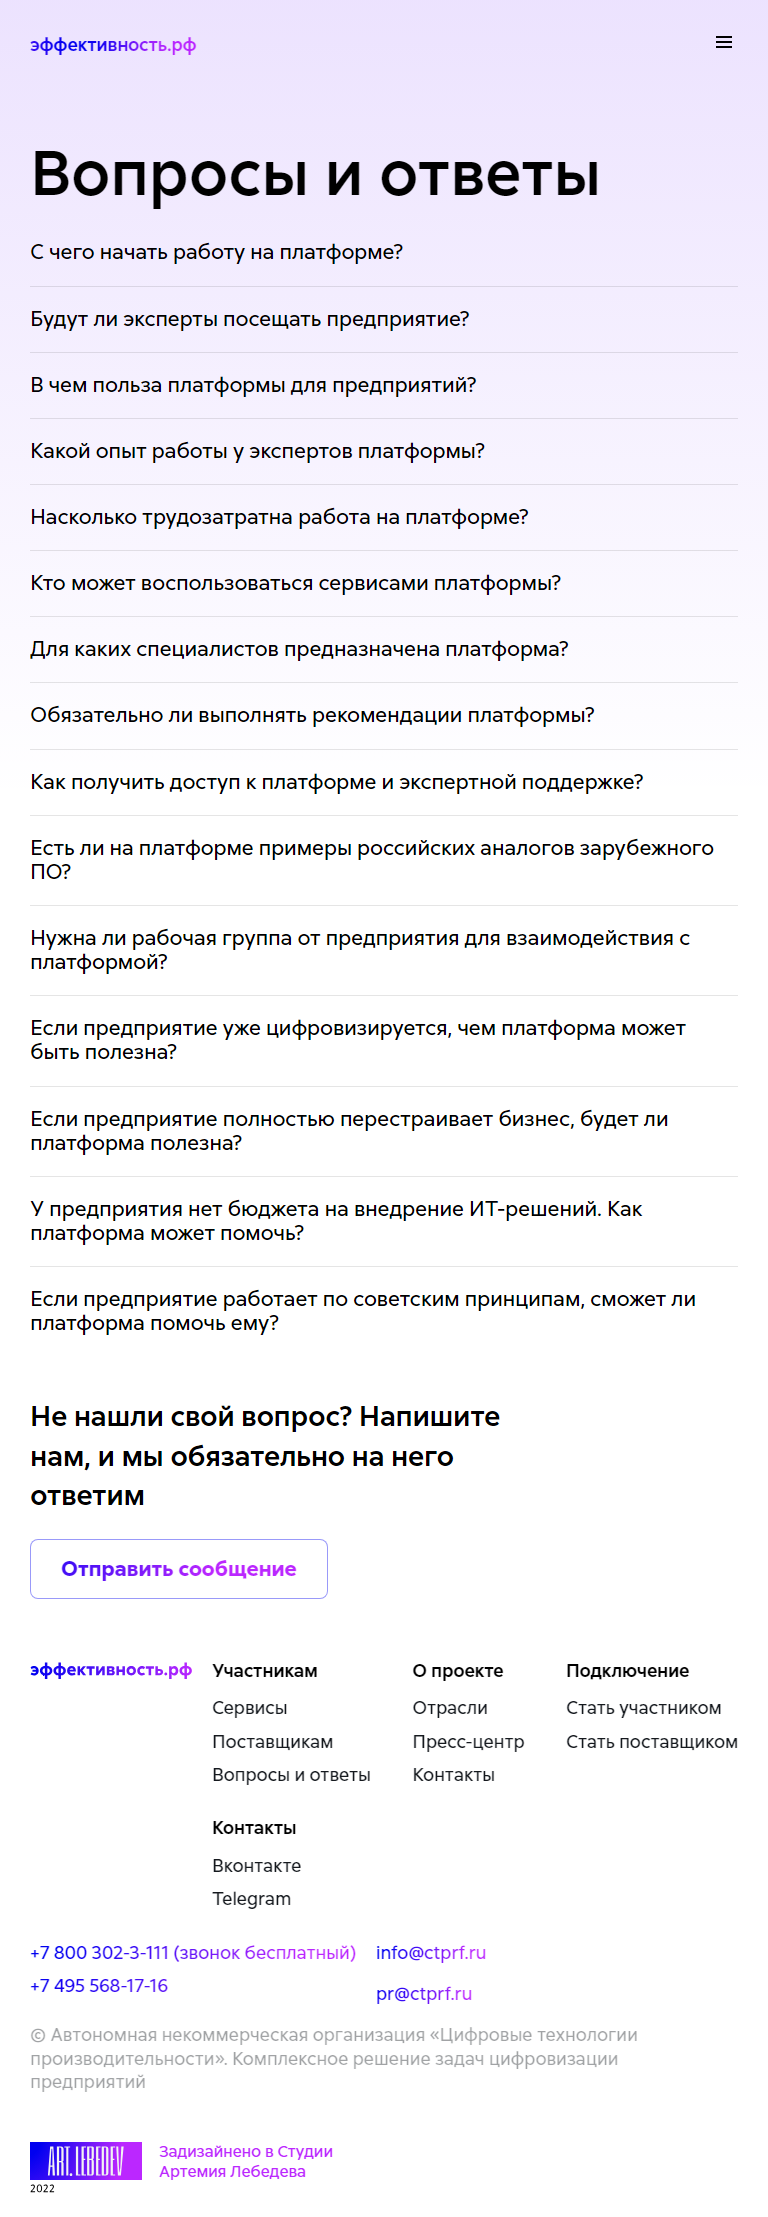 эффективность.рф
Вопросы и ответы
С чего начать работу на платформе?
Будут ли эксперты посещать предприятие?
В чем польза платформы для предприятий?
Какой опыт работы у экспертов платформы?
Насколько трудозатратна работа на платформе?
Кто может воспользоваться сервисами платформы?
Для каких специалистов предназначена платформа?
Обязательно ли выполнять рекомендации платформы?
Как получить доступ к платформе и экспертной поддержке?
Есть ли на платформе примеры российских аналогов зарубежного
ПО?
Нужна ли рабочая группа от предприятия для взаимодействия с
платформой?
Если предприятие уже цифровизируется, чем платформа может
быть полезна?
Если предприятие полностью перестраивает бизнес, будет ли
платформа полезна?
У предприятия нет бюджета на внедрение ИТ-решений. Как
платформа может помочь?
Если предприятие работает по советским принципам, сможет ли
платформа помочь ему?
Не нашли свой вопрос? Напишите
нам, и мы обязательно на него
ответим
Отправить сообщение
эффективность.рф
Участникам
Сервисы
Поставщикам
Вопросы и ответы
О проекте
Отрасли
Пресс-центр
Контакты
Подключение
Стать участником
Стать поставщиком
Контакты
Вконтакте
Telegram
+7 800 302-3-111 (звонок бесплатный)
+7 495 568-17-16
info@ctprf.ru
pr@ctprf.ru
© Автономная некоммерческая организация «Цифровые технологии
производительности». Комплексное решение задач цифровизации
предприятий
ART. LEBEDEV
2022
Задизайнено в Студии
Артемия Лебедева